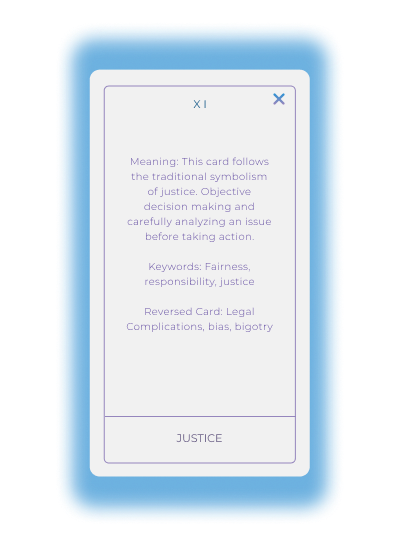 X I
Meaning: This card follows
the traditional symbolism
of justice. Objective
decision making and
carefully analyzing an issue
before taking action.
Keywords: Fairness,
responsibility, justice
Reversed Card: Legal
Complications, bias, bigotry
JUSTICE